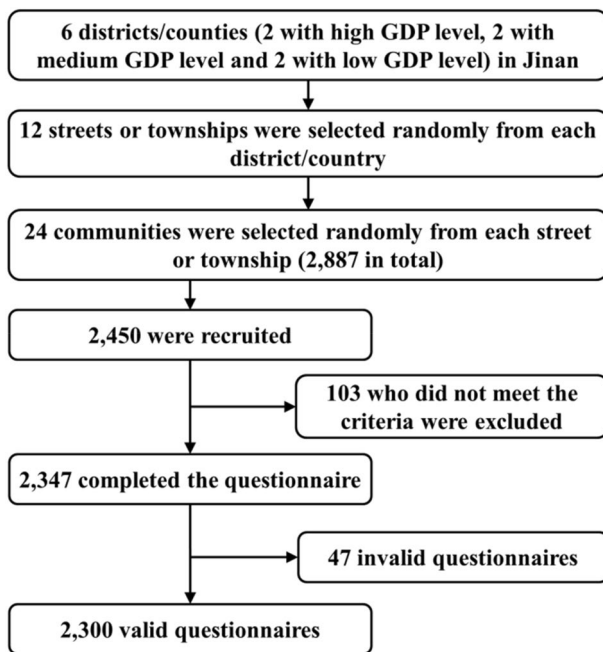 6 districts/counties (2 with high GDP level, 2 with
medium GDP level and 2 with low GDP level) in Jinan
12 streets or townships were selected randomly from each
district/country
24 communities were selected randomly from each street
or township (2,887 in total)
2,450 were recruited
103 who did not meet the
criteria were excluded
2,347 completed the questionnaire
47 invalid questionnaires
2,300 valid questionnaires